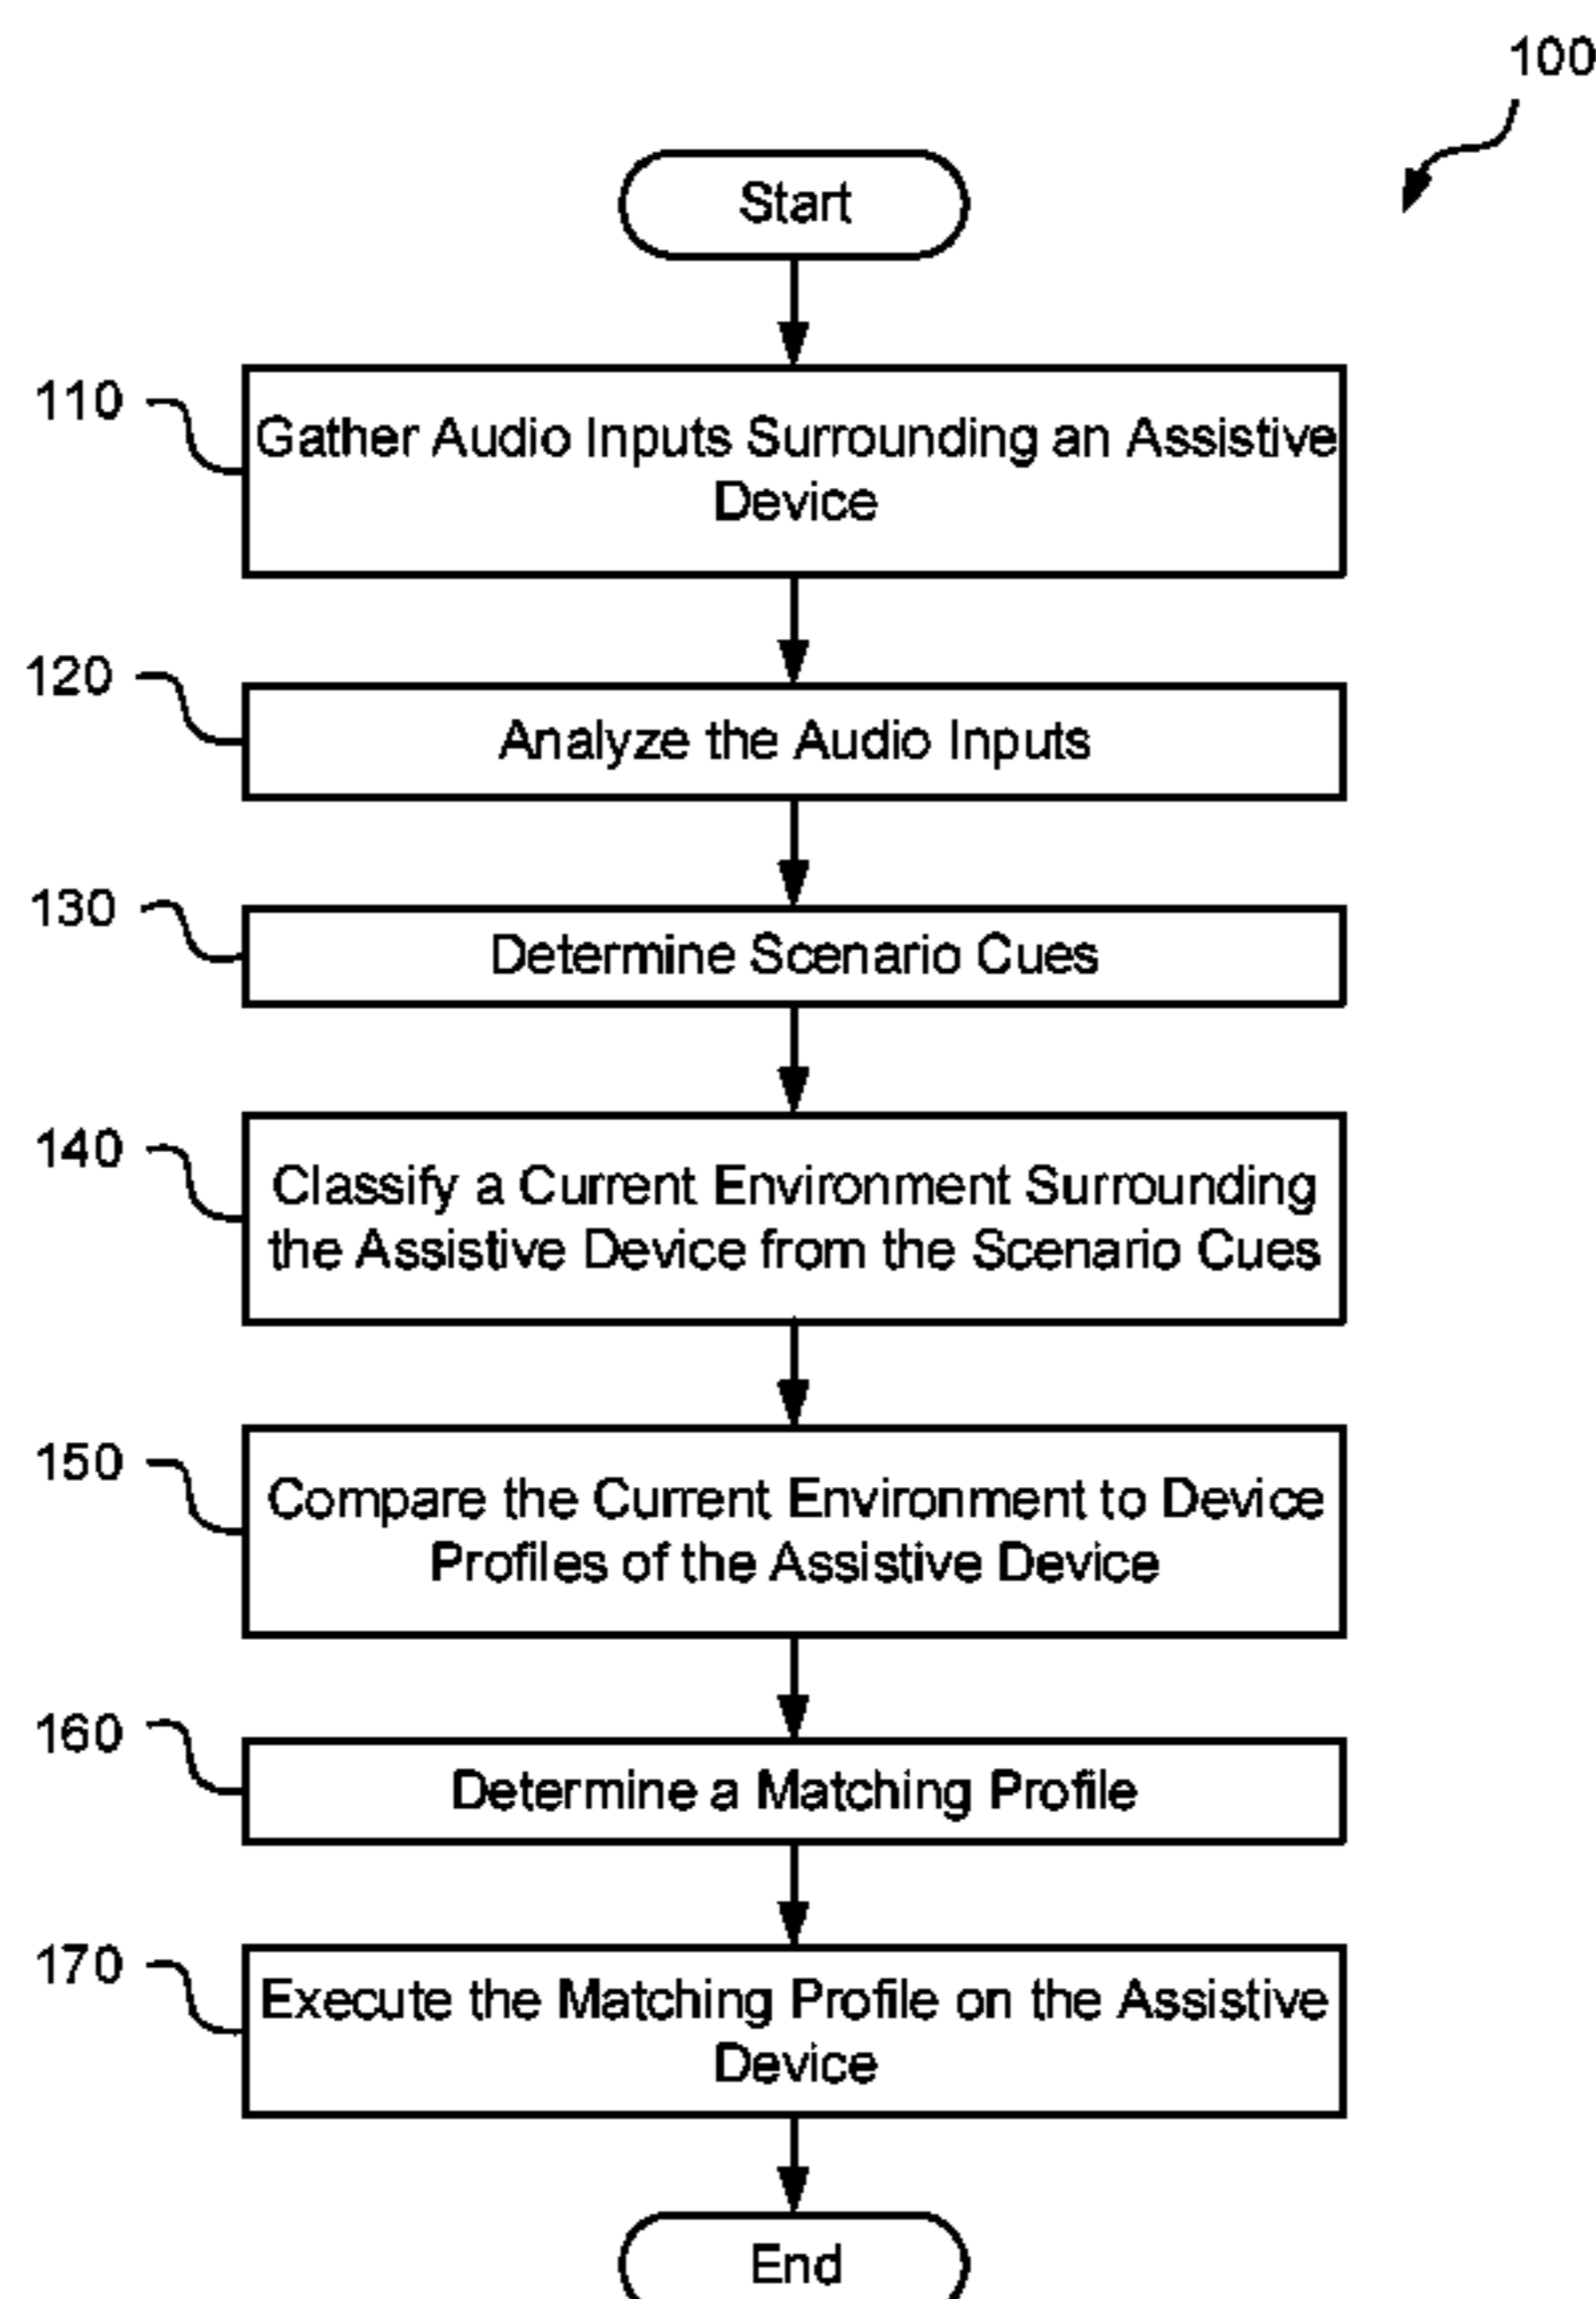 100
Start
110
Gather Audio Inputs Surrounding an Assistive
Device
120
Analyze the Audio Inputs
130
Determine Scenario Cues
140
Classify a Current Environment Surrounding
the Assistive Device from the Scenario Cues
150
Compare the Current Environment to Device
Profiles of the Assistive Device
160
Determine a Matching Profile
170
Execute the Matching Profile on the Assistive
Device
End